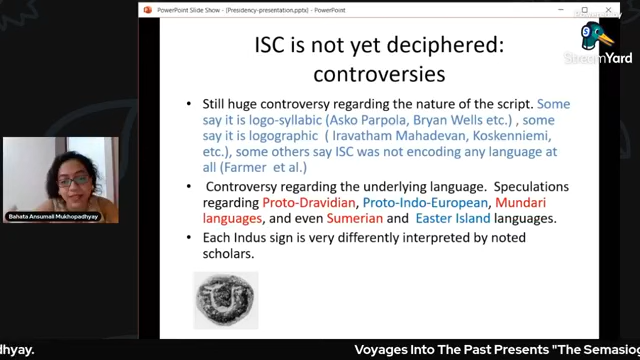 PowerPoint Slide Show - [Presidency-presentation.pptx] - PowerPoint
StreamYard
ISC is not yet deciphered:
controversies
• Still huge controversy regarding the nature of the script. Some
say it is logo-syllabic (Asko Parpola, Bryan Wells etc.) , some
say it is logographic ( Iravatham Mahadevan, Koskenniemi,
etc.), some others say ISC was not encoding any language at
all (Farmer et al.)
• Controversy regarding the underlying language. Speculations
regarding Proto-Dravidian, Proto-Indo-European, Mundari
languages, and even Sumerian and Easter Island languages.
• Each Indus sign is very differently interpreted by noted
scholars.
Bahata Ansumali Mukhopadhyay
dhyay.
Voyages Into The Past Presents "The Semasiog